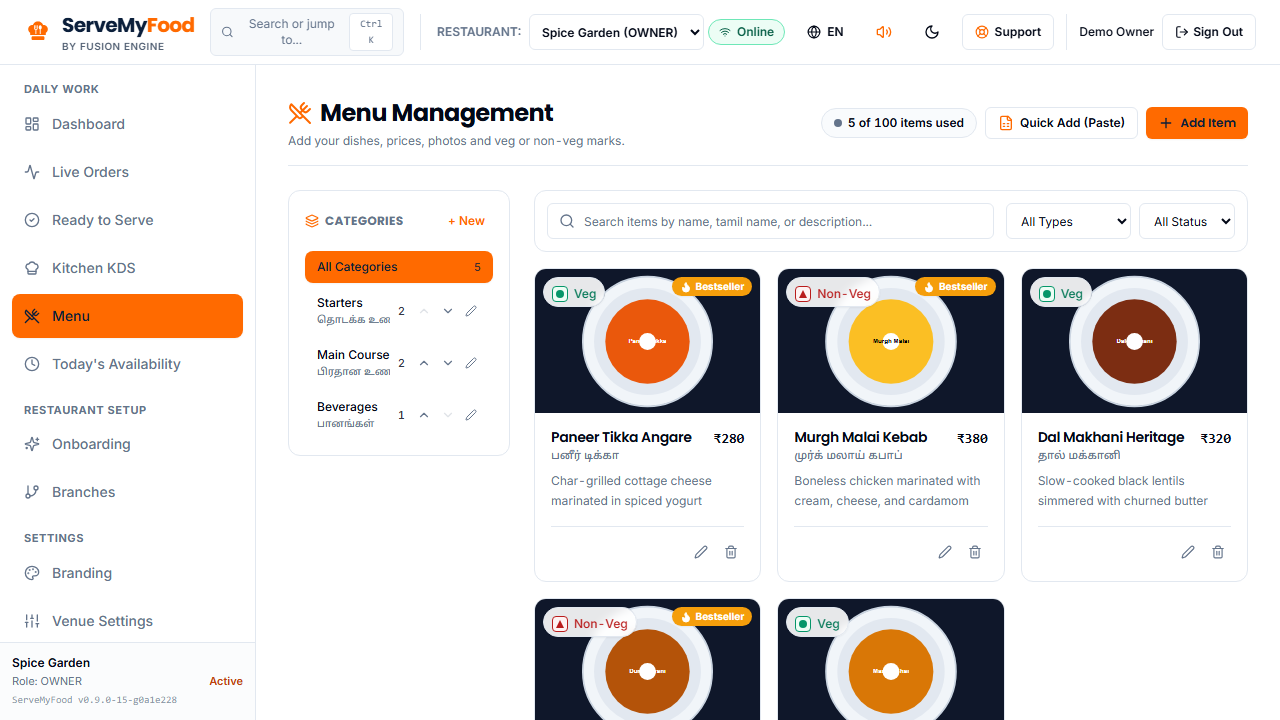 ServeMyFood
BY FUSION ENGINE
Search or jump to...
Ctrl K
RESTAURANT:
Spice Garden (OWNER)
Online
EN
Support
Demo Owner
Sign Out
DAILY WORK
Dashboard
Live Orders
Ready to Serve
Kitchen KDS
Menu
Today's Availability
RESTAURANT SETUP
Onboarding
Branches
SETTINGS
Branding
Venue Settings
Spice Garden
Role: OWNER
Active
ServeMyFood v0.9.0-15-g0a1e228
Menu Management
Add your dishes, prices, photos and veg or non-veg marks.
5 of 100 items used
Quick Add (Paste)
+ Add Item
CATEGORIES
+ New
All Categories
5
Starters
தொடக்க உண
2
Main Course
பிரதான உண
2
Beverages
பானங்கள்
1
Search items by name, tamil name, or description...
All Types
All Status
Veg
Bestseller
Paneer Tikka Angare
₹280
பனீர் டிக்கா
Char-grilled cottage cheese
marinated in spiced yogurt
Non-Veg
Bestseller
Murgh Malai
Murgh Malai Kebab
₹380
முர்க் மலாய் கபாப்
Boneless chicken marinated with
cream, cheese, and cardamom
Veg
Dal Makhani Heritage
₹320
தால் மக்கானி
Slow-cooked black lentils
simmered with churned butter
Non-Veg
Bestseller
Veg